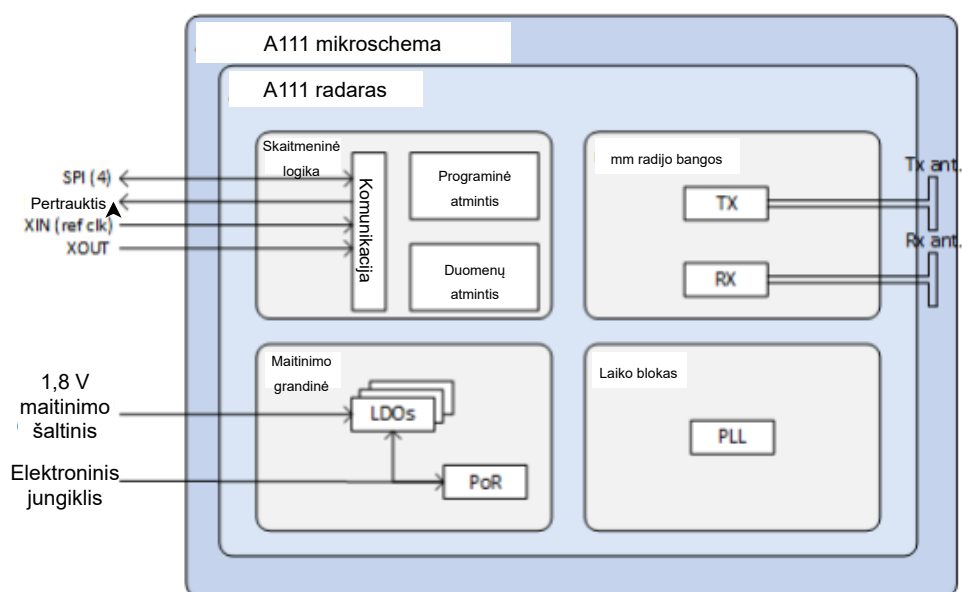 A111 mikroschema
A111 radaras
Skaitmeninė
logika
Komunikacija
Programinė
atmintis
Duomenų
atmintis
SPI (4)
Pertrauktis
XIN (ref clk)
XOUT
mm radijo bangos
TX
RX
Tx ant.
Rx ant.
Maitinimo
grandinė
LDOs
PoR
1,8 V
maitinimo
šaltinis
Elektroninis
jungiklis
Laiko blokas
PLL